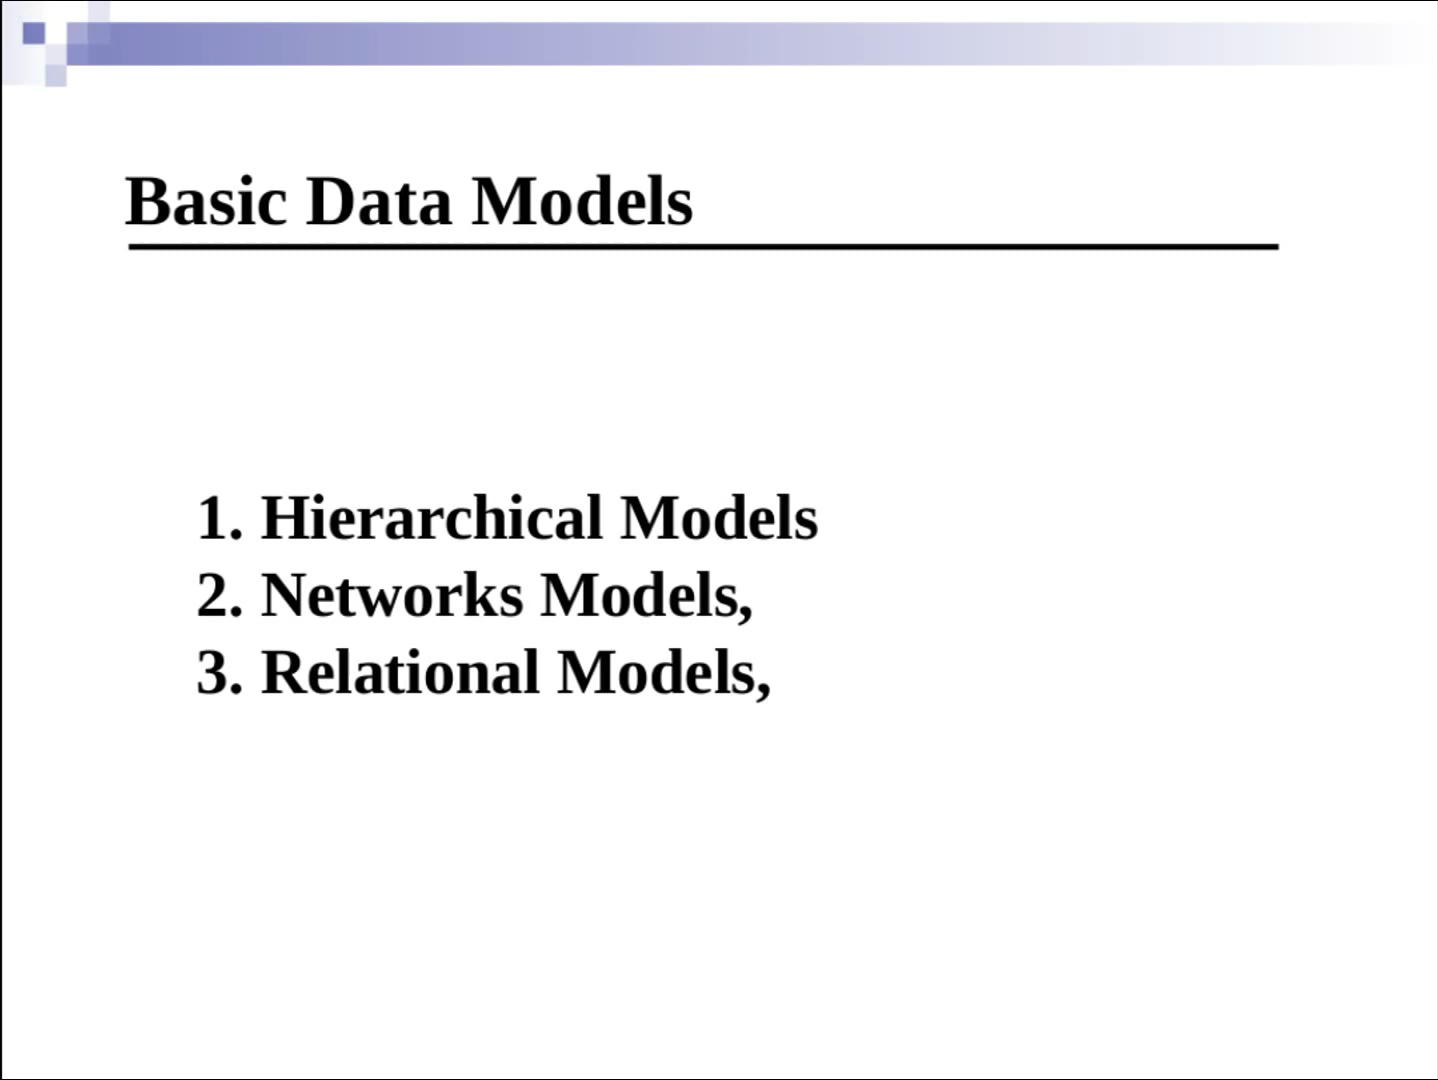 Basic Data Models
1. Hierarchical Models
2. Networks Models,
3. Relational Models,